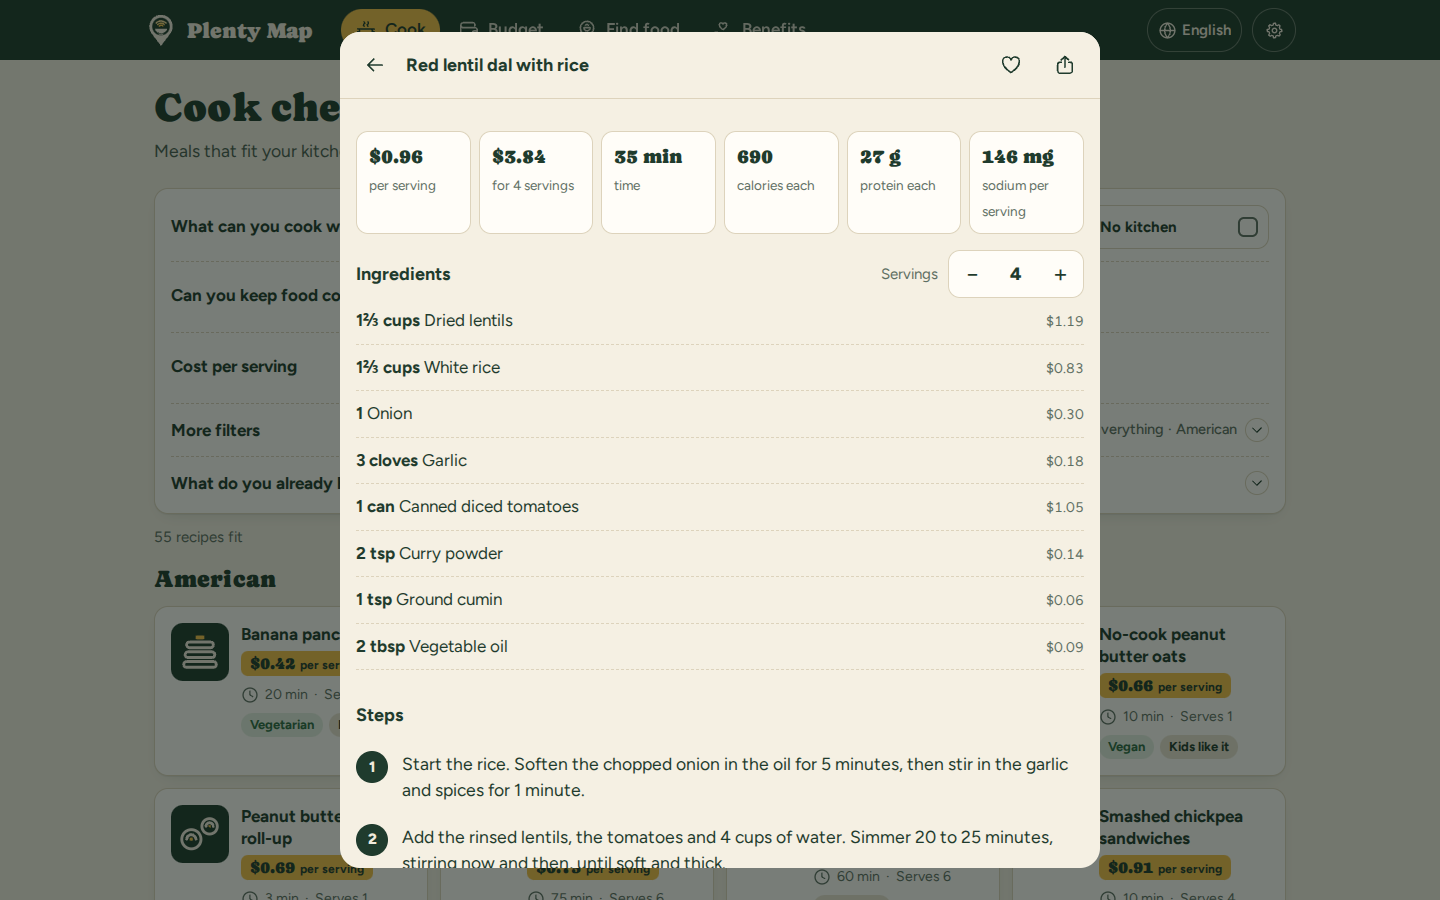 Plenty Map
Cook
Budget
Find food
Benefits
English
Red lentil dal with rice
Cook che
Meals that fit your kitch
$0.96
per serving
$3.84
for 4 servings
35 min
time
690
calories each
27 g
protein each
146 mg
sodium per
serving
What can you cook w
No kitchen
Can you keep food co
Cost per serving
More filters
verything · American
What do you already
55 recipes fit
Ingredients
Servings
− 4 +
1⅔ cups Dried lentils $1.19
1⅔ cups White rice $0.83
1 Onion $0.30
3 cloves Garlic $0.18
1 can Canned diced tomatoes $1.05
2 tsp Curry powder $0.14
1 tsp Ground cumin $0.06
2 tbsp Vegetable oil $0.09
Steps
1 Start the rice. Soften the chopped onion in the oil for 5 minutes, then stir in the garlic
and spices for 1 minute.
2 Add the rinsed lentils, the tomatoes and 4 cups of water. Simmer 20 to 25 minutes,
stirring now and then, until soft and thick.
American
Banana panc
$0.42 per ser
20 min · Se
Vegetarian
No-cook peanut
butter oats
$0.66 per serving
10 min · Serves 1
Vegan
Kids like it
Peanut butte
roll-up
$0.69 per serving
3 min · Serves 1
per serving
75 min · Serves 6
60 min · Serves 6
Smashed chickpea
sandwiches
$0.91 per serving
10 min · Serves 4